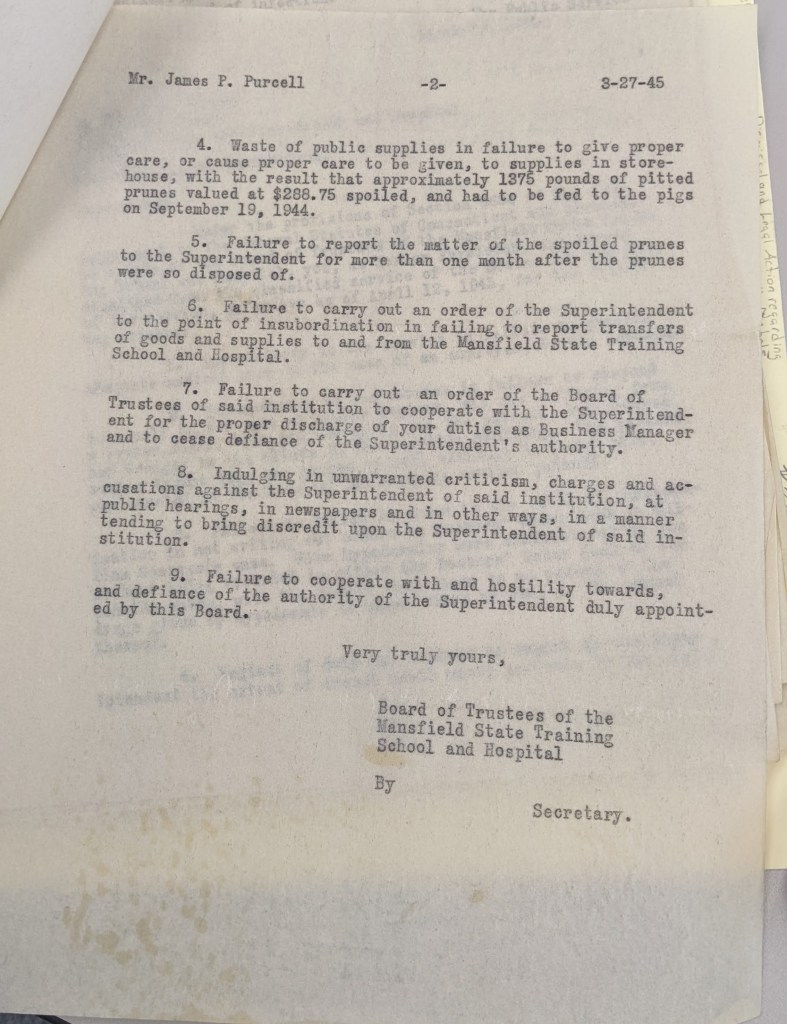 Mr. James P. Purcell -2- 3-27-45
4. Waste of public supplies in failure to give proper
care, or cause proper care to be given, to supplies in store-
house, with the result that approximately 1375 pounds of pitted
prunes valued at $288.75 spoiled, and had to be fed to the pigs
on September 19, 1944.
5. Failure to report the matter of the spoiled prunes
to the Superintendent for more than one month after the prunes
were so disposed of.
6. Failure to carry out an order of the Superintendent
to the point of insubordination in failing to report transfers
of goods and supplies to and from the Mansfield State Training
School and Hospital.
7. Failure to carry out an order of the Board of
Trustees of said institution to cooperate with the Superintend-
ent for the proper discharge of your duties as Business Manager
and to cease defiance of the Superintendent's authority.
8. Indulging in unwarranted criticism, charges and ac-
cusations against the Superintendent of said institution, at
public hearings, in newspapers and in other ways, in a manner
tending to bring discredit upon the Superintendent of said in-
stitution.
9. Failure to cooperate with and hostility towards,
and defiance of the authority of the Superintendent duly appoint-
ed by this Board.
Very truly yours,
Board of Trustees of the
Mansfield State Training
School and Hospital
By
Secretary.
and Legal Action regarding